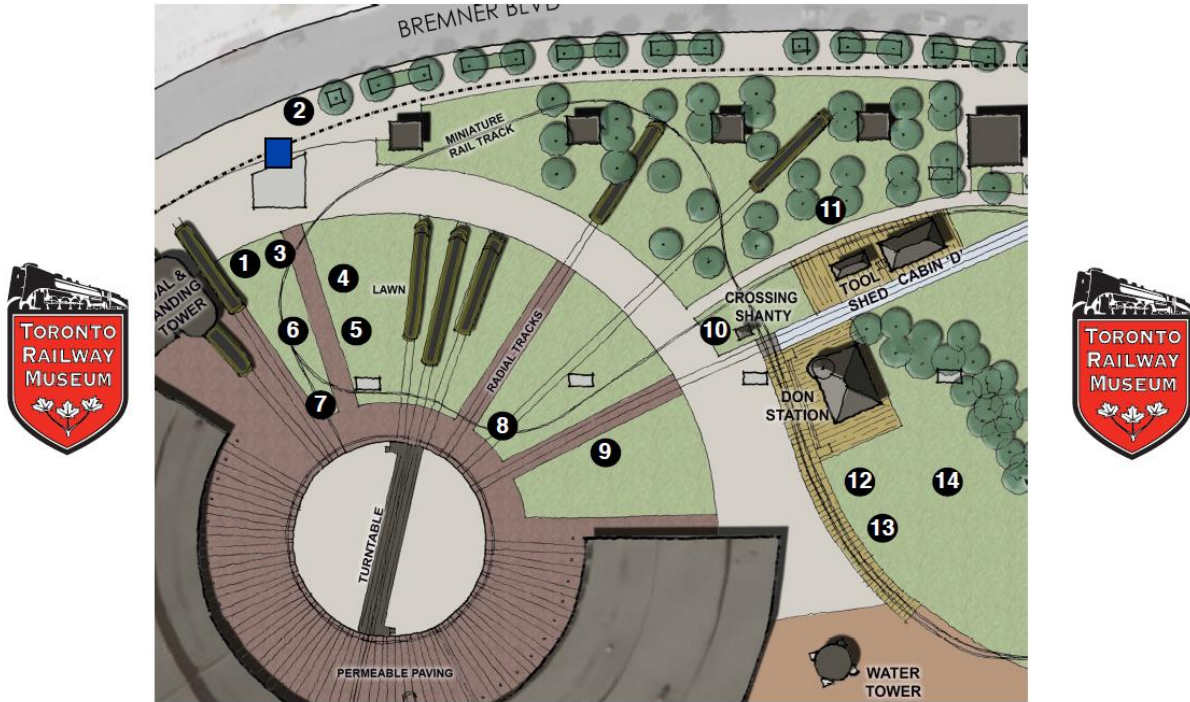 BREMNER BLVD
2
MINIATURE
RAIL TRACK
11
1
3
4
LAWN
TOOL
SHED
CABIN 'D'
CROSSING
SHANTY
10
6
5
RADIAL TRACKS
ANDING
TOWER
DON
STATION
7
8
9
12
14
13
TURNTABLE
PERMEABLE PAVING
WATER
TOWER
TORONTO
RAILWAY
MUSEUM
TORONTO
RAILWAY
MUSEUM